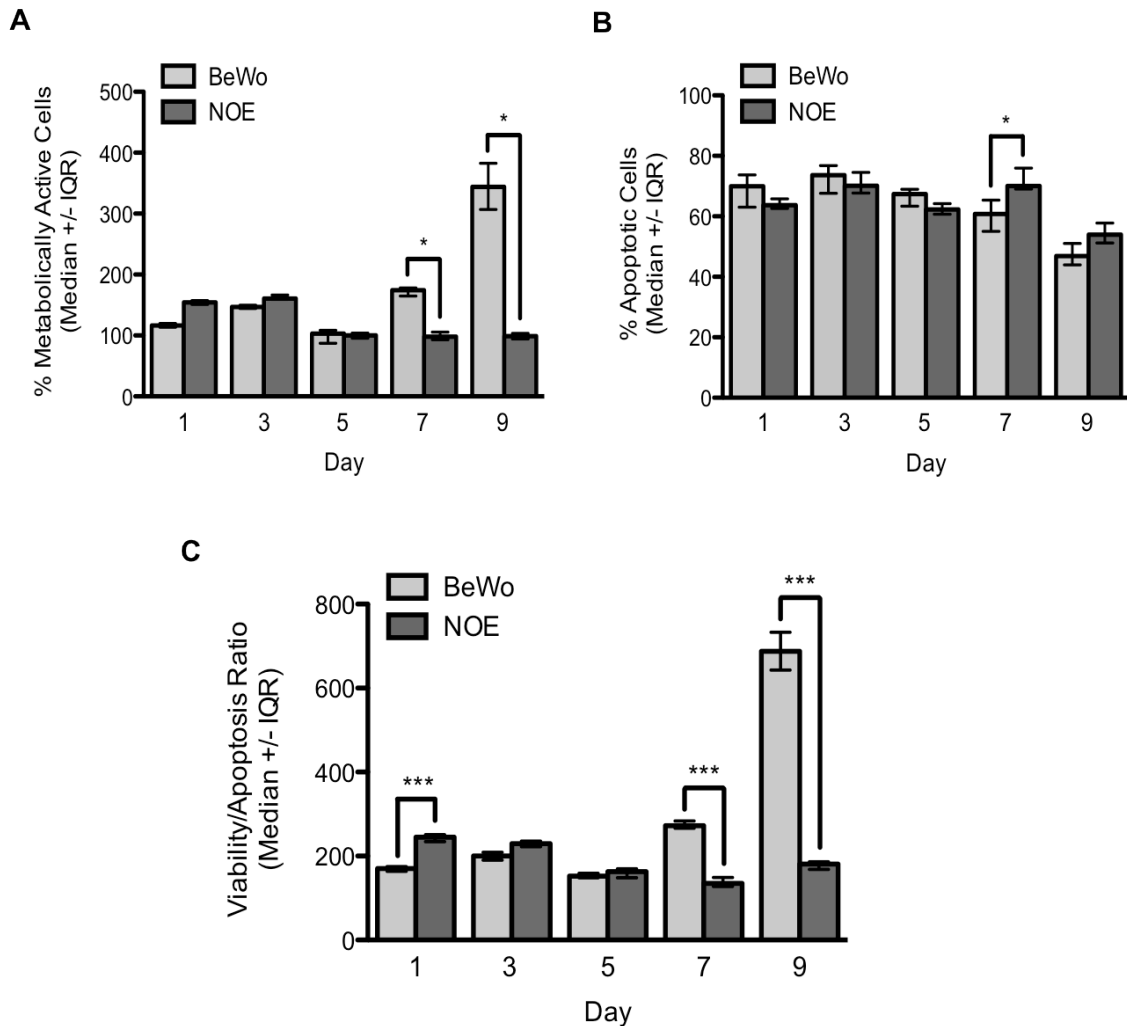 A
BeWo
NOE
% Metabolically Active Cells
(Median +/- IQR)
500
400
300
200
100
0
*
*
1 3 5 7 9
Day
B
BeWo
NOE
% Apoptotic Cells
(Median +/- IQR)
100
80
60
40
20
0
*
1 3 5 7 9
Day
C
BeWo
NOE
Viability/Apoptosis Ratio
(Median +/- IQR)
800
600
400
200
0
***
***
***
1 3 5 7 9
Day